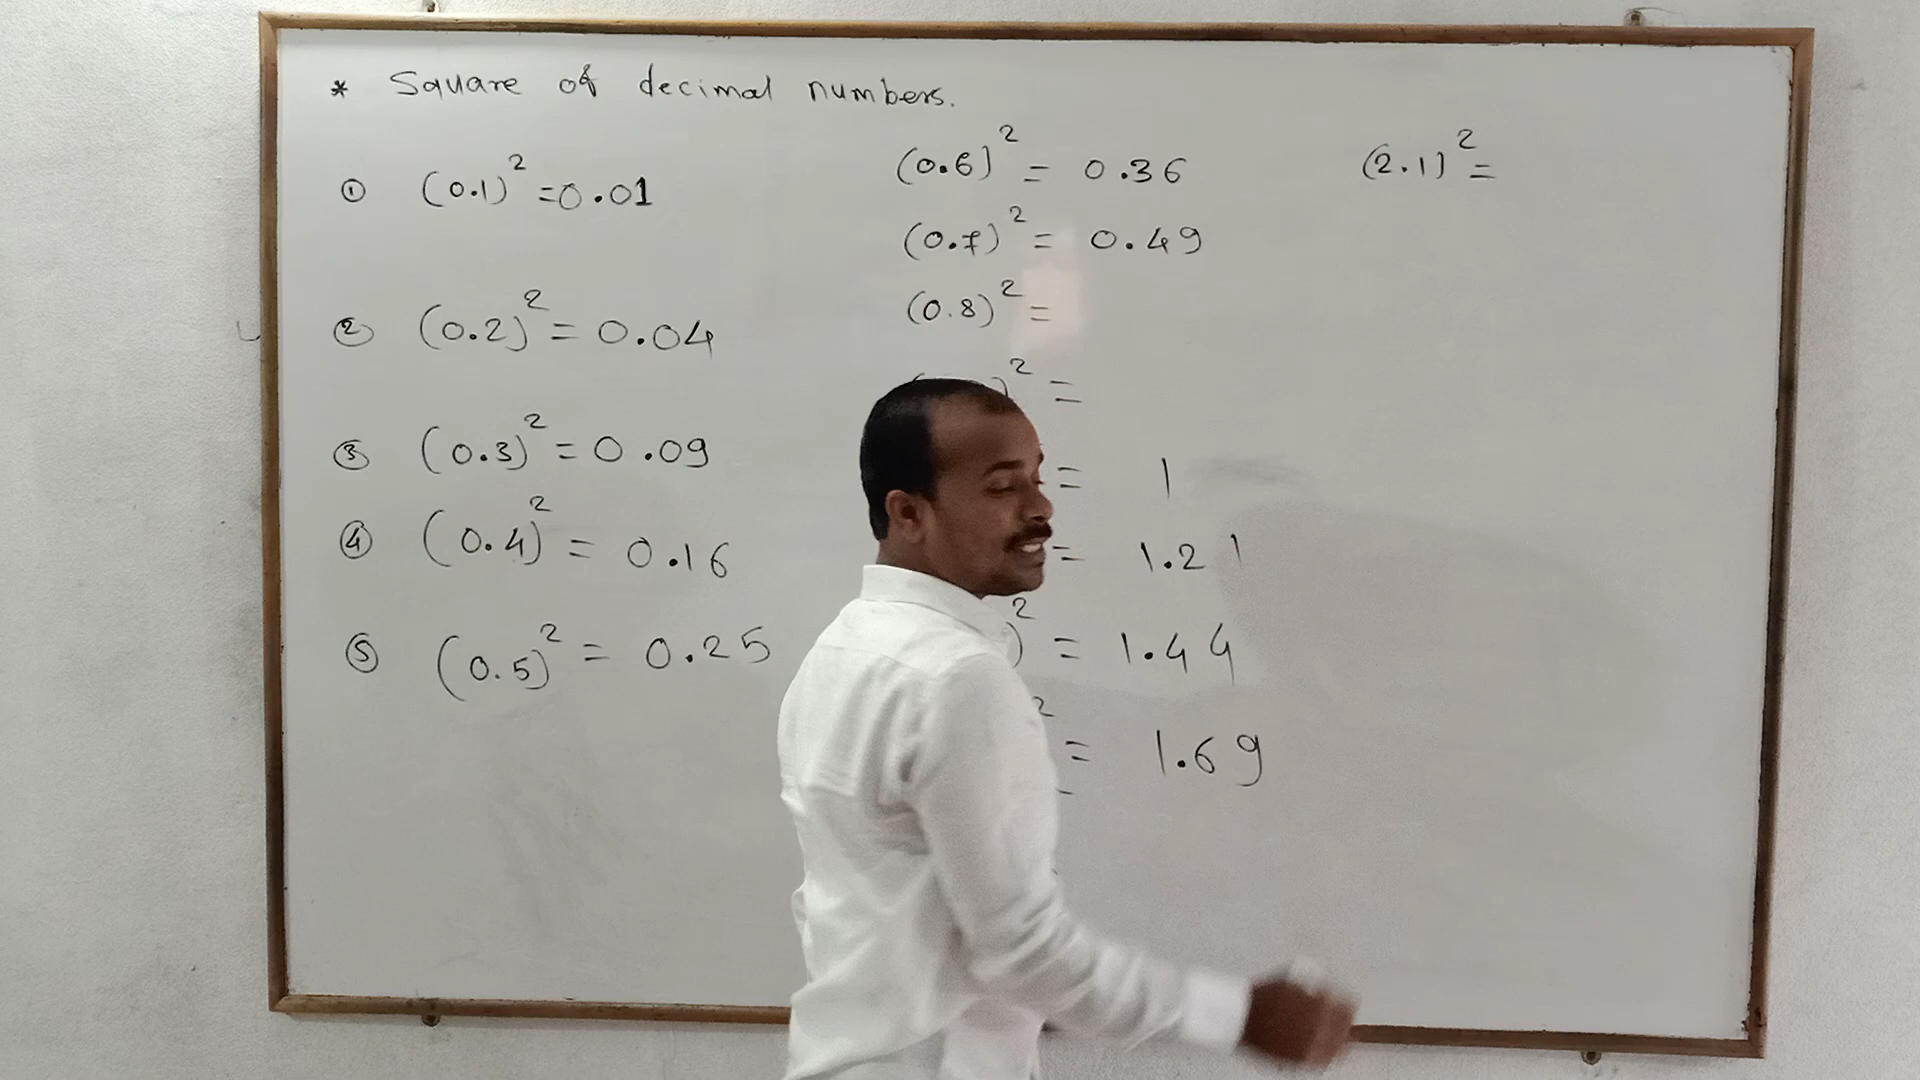 * Square of decimal numbers.
① (0.1)² = 0.01
② (0.2)² = 0.04
③ (0.3)² = 0.09
④ (0.4)² = 0.16
⑤ (0.5)² = 0.25
(0.6)² = 0.36
(0.7)² = 0.49
(0.8)² =
( )² =
= 1
= 1.21
)² = 1.44
² = 1.69
(2.1)² =